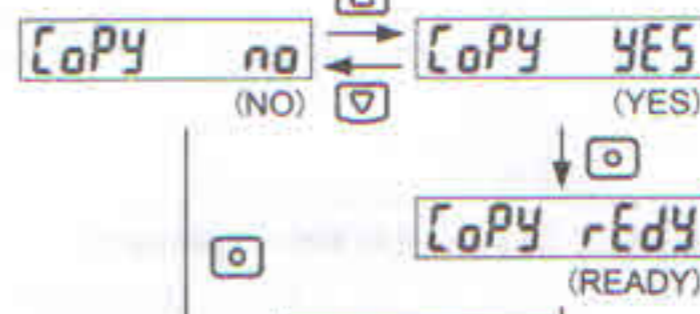 CoPY no
CoPY YES
(NO)
(YES)
CoPY rEdY
(READY)